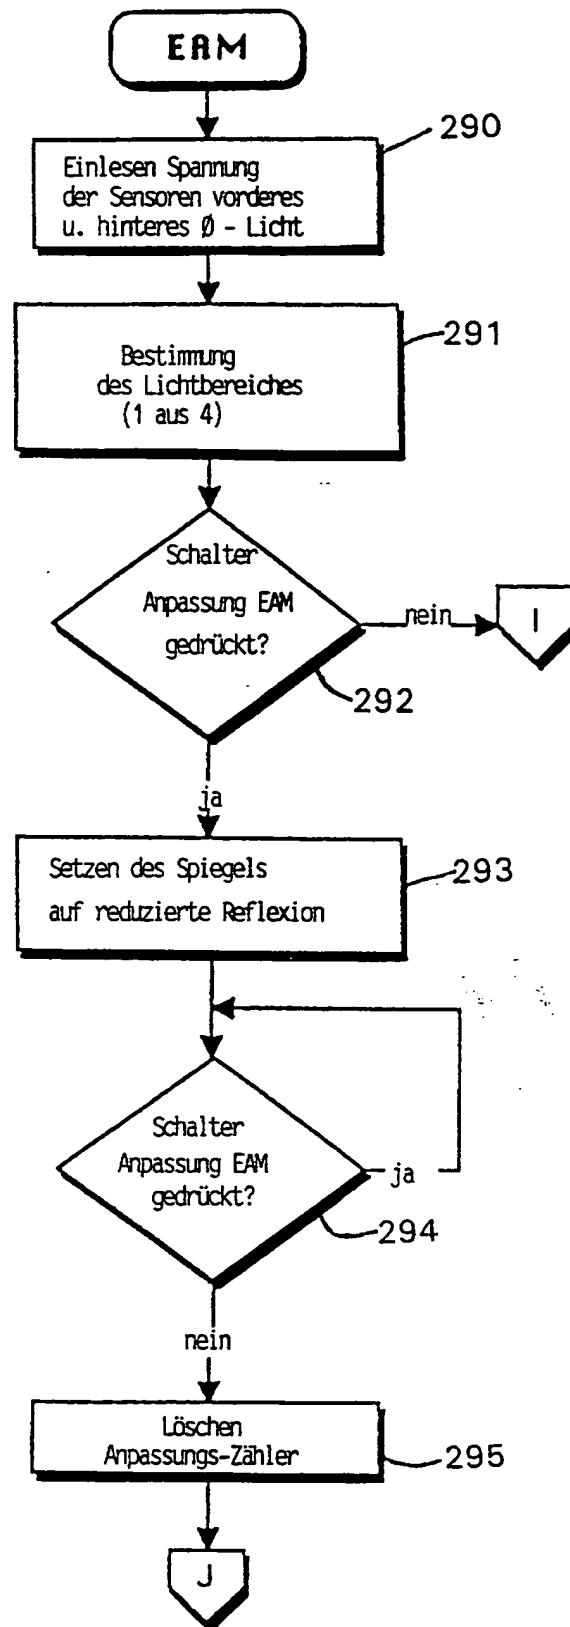 EAM
290
Einlesen Spannung
der Sensoren vorderes
u. hinteres Ø - Licht
291
Bestimmung
des Lichtbereiches
(1 aus 4)
Schalter
Anpassung EAM
gedrückt?
nein
I
292
ja
293
Setzen des Spiegels
auf reduzierte Reflexion
Schalter
Anpassung EAM
gedrückt?
ja
294
nein
Löschen
Anpassungs-Zähler
295
J